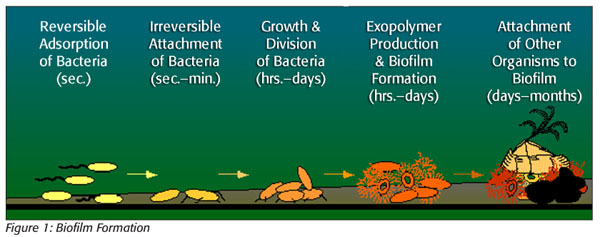 Reversible
Adsorption
of Bacteria
(sec.)
Irreversible
Attachment
of Bacteria
(sec.–min.)
Growth &
Division
of Bacteria
(hrs.–days)
Exopolymer
Production
& Biofilm
Formation
(hrs.–days)
Attachment
of Other
Organisms to
Biofilm
(days–months)
Figure 1: Biofilm Formation